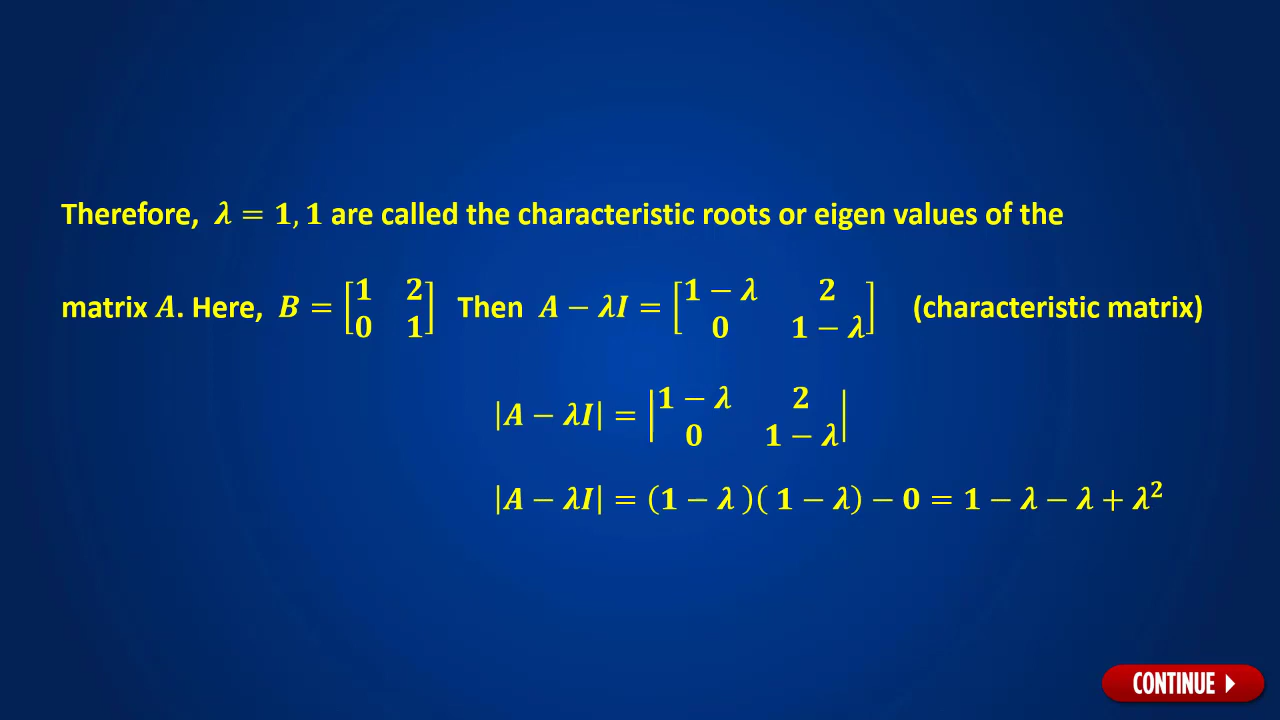 Therefore, λ = 1, 1 are called the characteristic roots or eigen values of the
matrix A. Here, B = [1 2; 0 1] Then A − λI = [1 − λ 2; 0 1 − λ] (characteristic matrix)
|A − λI| = |1 − λ 2; 0 1 − λ|
|A − λI| = (1 − λ )( 1 − λ) − 0 = 1 − λ − λ + λ²
CONTINUE